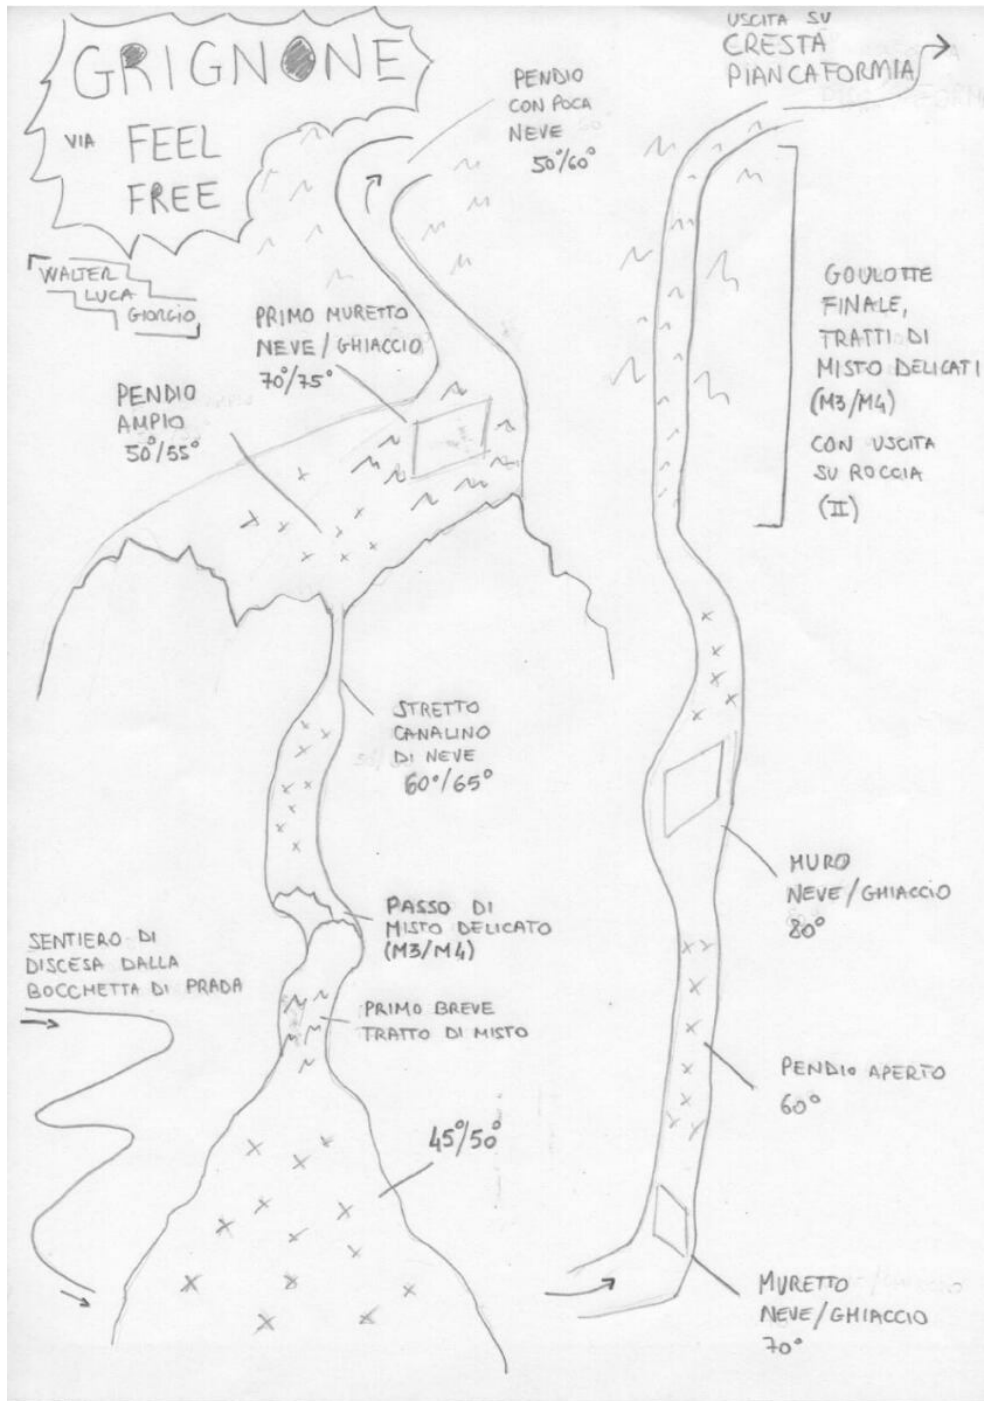 GRIGNONE
VIA FEEL
FREE
WALTER
LUCA
GIORGIO
PENDIO
CON POCA
NEVE
50°/60°
USCITA SU
CRESTA
PIANCAFORMIA
PRIMO MURETTO
NEVE/GHIACCIO
70°/75°
PENDIO
AMPIO
50°/55°
GOULOTTE
FINALE,
TRATTI DI
MISTO DELICATI
(M3/M4)
CON USCITA
SU ROCCIA
(II)
STRETTO
CANALINO
DI NEVE
60°/65°
MURO
NEVE/GHIACCIO
80°
PASSO DI
MISTO DELICATO
(M3/M4)
SENTIERO DI
DISCESA DALLA
BOCCHETTA DI PRADA
PRIMO BREVE
TRATTO DI MISTO
PENDIO APERTO
60°
45°/50°
MURETTO
NEVE/GHIACCIO
70°